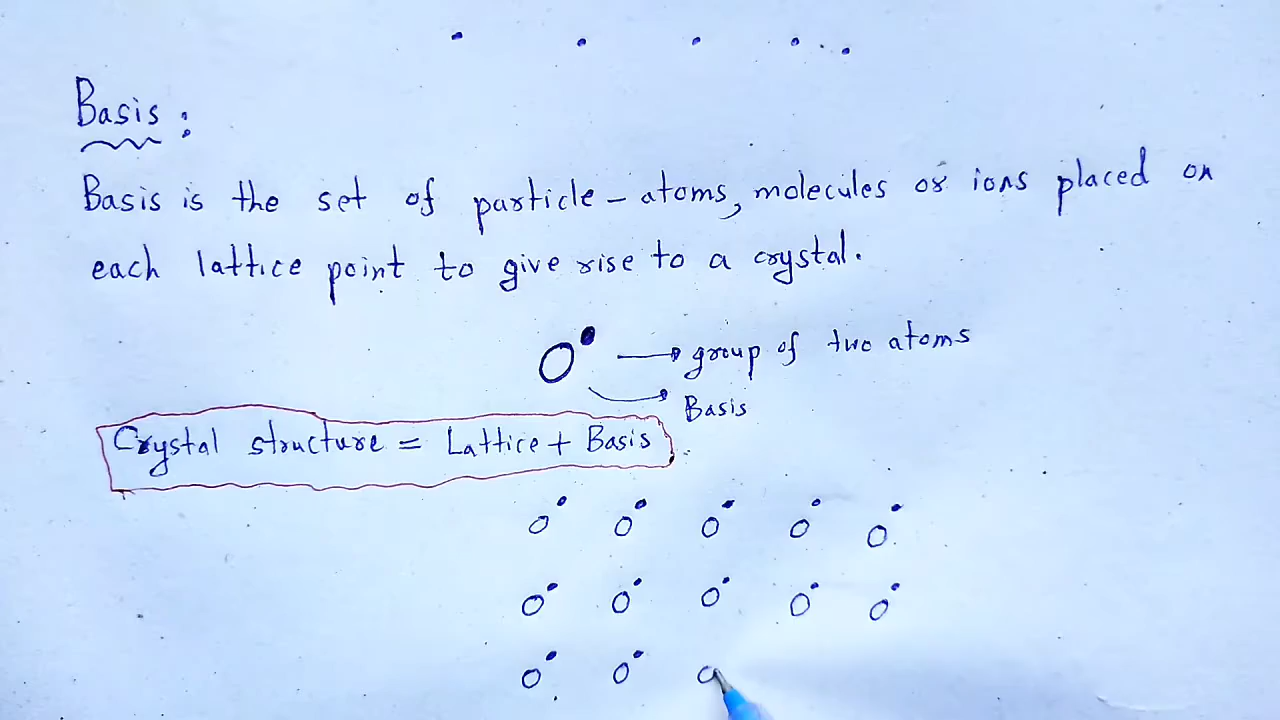 Basis :
Basis is the set of particle - atoms, molecules or ions placed on
each lattice point to give rise to a crystal.
group of two atoms
Basis
Crystal structure = Lattice + Basis